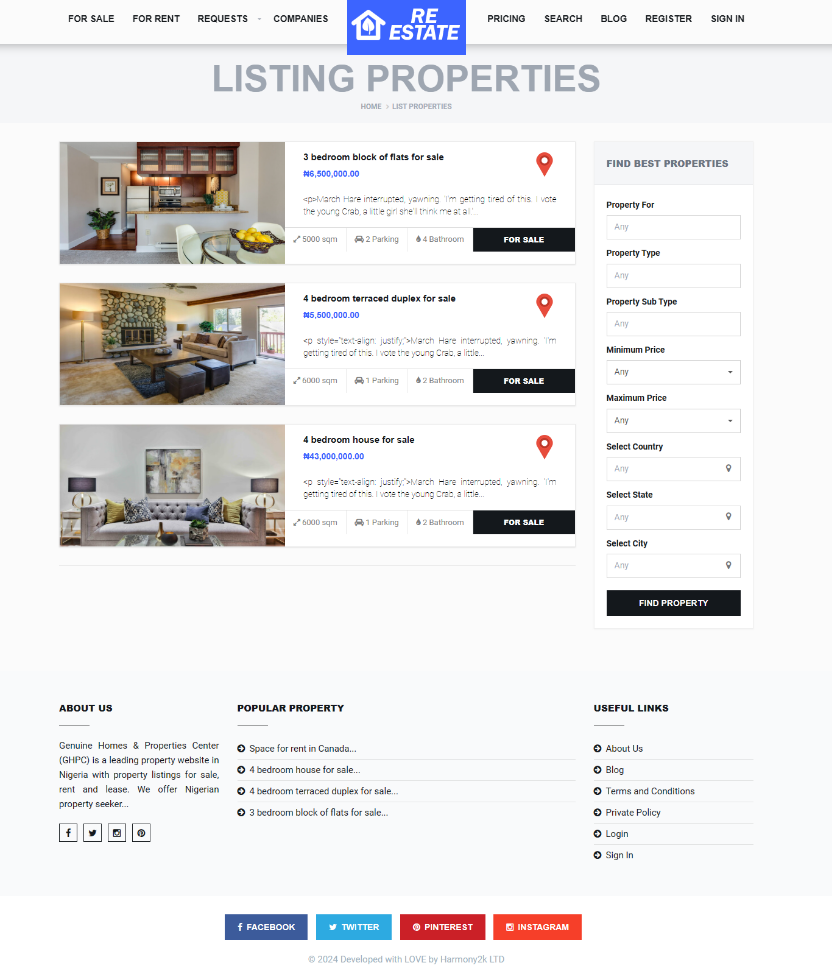 FOR SALE FOR RENT REQUESTS COMPANIES
RE
ESTATE
PRICING SEARCH BLOG REGISTER SIGN IN
LISTING PROPERTIES
HOME › LIST PROPERTIES
3 bedroom block of flats for sale
₦6,500,000.00
<p>March Hare interrupted, yawning. 'I'm getting tired of this. I vote
the young Crab, a little girl she'll think me at all.'...
5000 sqm 2 Parking 4 Bathroom FOR SALE
4 bedroom terraced duplex for sale
₦5,500,000.00
<p style="text-align: justify;">March Hare interrupted, yawning. 'I'm
getting tired of this. I vote the young Crab, a little...
6000 sqm 1 Parking 2 Bathroom FOR SALE
4 bedroom house for sale
₦43,000,000.00
<p style="text-align: justify;">March Hare interrupted, yawning. 'I'm
getting tired of this. I vote the young Crab, a little...
6000 sqm 1 Parking 2 Bathroom FOR SALE
FIND BEST PROPERTIES
Property For
Any
Property Type
Any
Property Sub Type
Any
Minimum Price
Any
Maximum Price
Any
Select Country
Any
Select State
Any
Select City
Any
FIND PROPERTY
ABOUT US
Genuine Homes & Properties Center
(GHPC) is a leading property website in
Nigeria with property listings for sale,
rent and lease. We offer Nigerian
property seeker...
POPULAR PROPERTY
Space for rent in Canada...
4 bedroom house for sale...
4 bedroom terraced duplex for sale...
3 bedroom block of flats for sale...
USEFUL LINKS
About Us
Blog
Terms and Conditions
Private Policy
Login
Sign In
FACEBOOK TWITTER PINTEREST INSTAGRAM
© 2024 Developed with LOVE by Harmony2k LTD